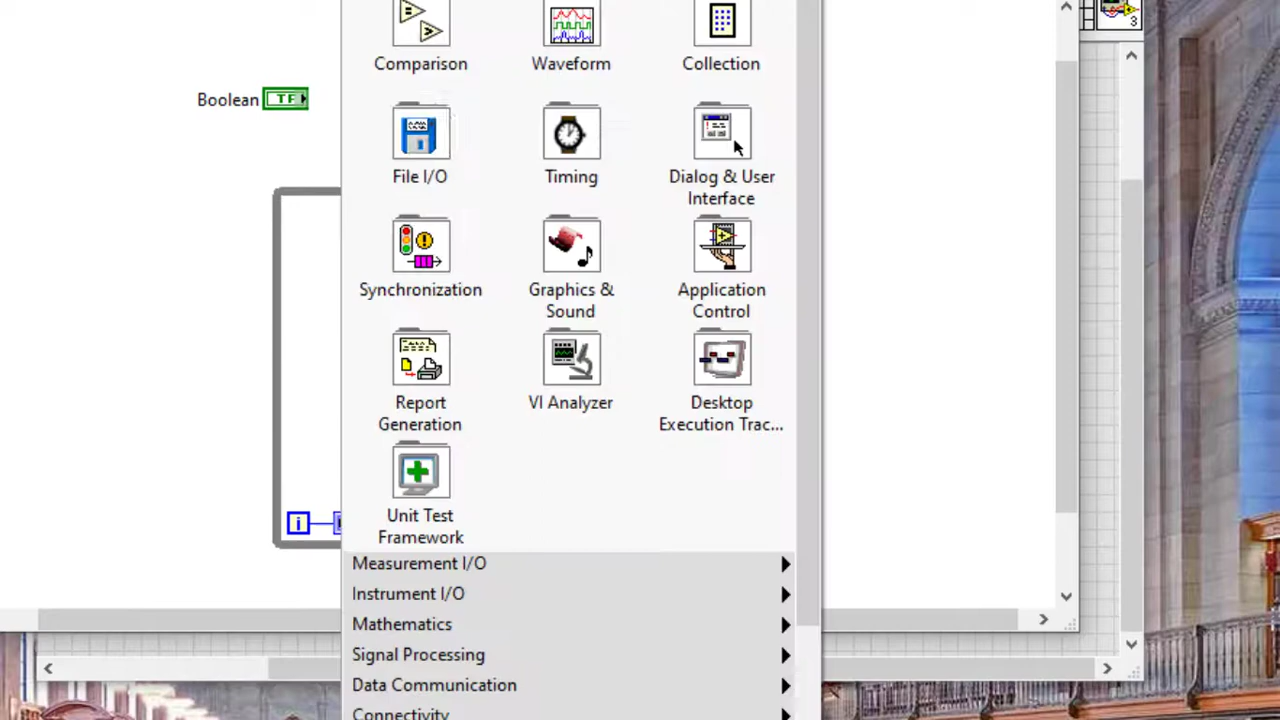 Comparison
Waveform
Collection
Boolean TF
3
File I/O
Timing
Dialog & User
Interface
Synchronization
Graphics &
Sound
Application
Control
Report
Generation
VI Analyzer
Desktop
Execution Trac...
Unit Test
Framework
i
Measurement I/O
Instrument I/O
Mathematics
Signal Processing
Data Communication
Connectivity